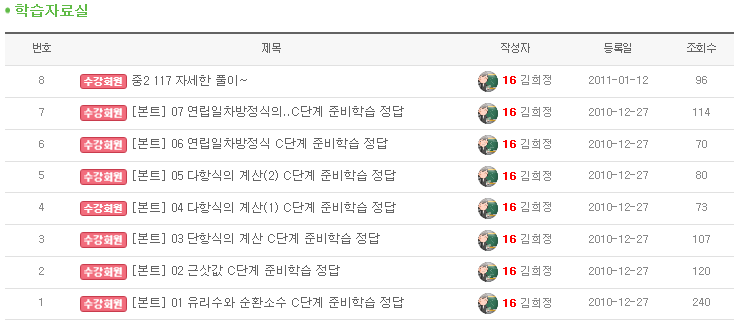 학습자료실
번호 제목 작성자 등록일 조회수
8 수강회원 중2 117 자세한 풀이~ 16 김희정 2011-01-12 96
7 수강회원 [본트] 07 연립일차방정식의..C단계 준비학습 정답 16 김희정 2010-12-27 114
6 수강회원 [본트] 06 연립일차방정식 C단계 준비학습 정답 16 김희정 2010-12-27 70
5 수강회원 [본트] 05 다항식의 계산(2) C단계 준비학습 정답 16 김희정 2010-12-27 80
4 수강회원 [본트] 04 다항식의 계산(1) C단계 준비학습 정답 16 김희정 2010-12-27 73
3 수강회원 [본트] 03 단항식의 계산 C단계 준비학습 정답 16 김희정 2010-12-27 107
2 수강회원 [본트] 02 근삿값 C단계 준비학습 정답 16 김희정 2010-12-27 120
1 수강회원 [본트] 01 유리수와 순환소수 C단계 준비학습 정답 16 김희정 2010-12-27 240